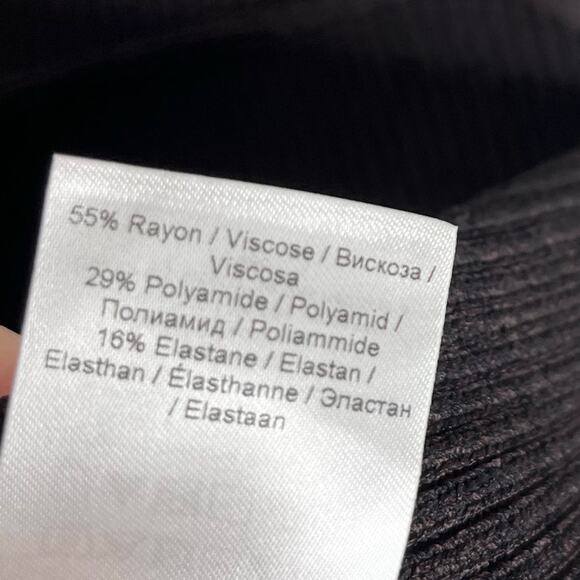 55% Rayon / Viscose / Вискоза /
Viscosa
29% Polyamide / Polyamid /
Полиамид / Poliammide
16% Elastane / Elastan /
Elasthan / Élasthanne / Эластан
/ Elastaan